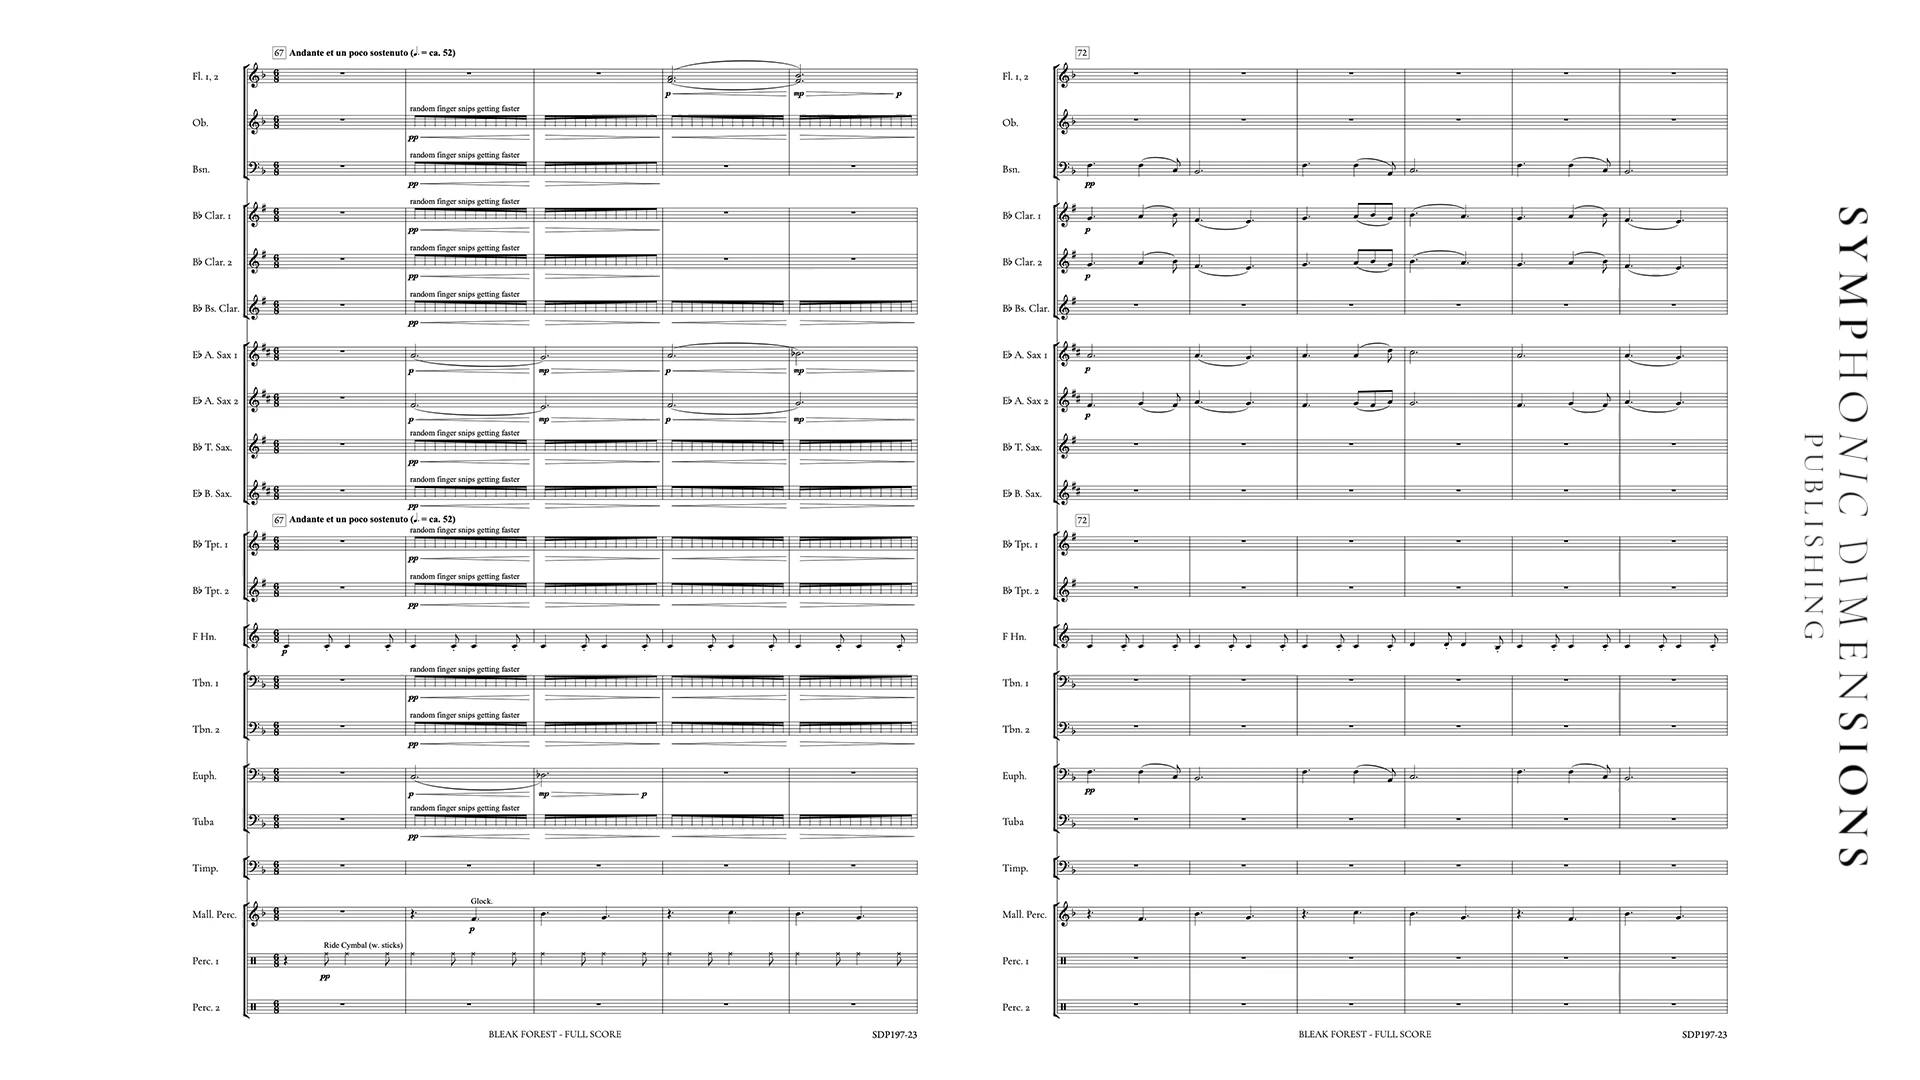 67 Andante et un poco sostenuto (♩. = ca. 52)
Fl. 1, 2
p mp p
random finger snips getting faster
Ob.
pp
random finger snips getting faster
Bsn.
pp
random finger snips getting faster
B♭ Clar. 1
pp
random finger snips getting faster
B♭ Clar. 2
pp
random finger snips getting faster
B♭ Bs. Clar.
pp
E♭ A. Sax 1
p mp p mp
E♭ A. Sax 2
p mp p mp
random finger snips getting faster
B♭ T. Sax.
pp
random finger snips getting faster
E♭ B. Sax.
pp
67 Andante et un poco sostenuto (♩. = ca. 52)
random finger snips getting faster
B♭ Tpt. 1
pp
random finger snips getting faster
B♭ Tpt. 2
pp
F Hn.
p
random finger snips getting faster
Tbn. 1
pp
random finger snips getting faster
Tbn. 2
pp
Euph.
p mp p
random finger snips getting faster
Tuba
pp
Timp.
Glock.
Mall. Perc.
p
Ride Cymbal (w. sticks)
Perc. 1
pp
Perc. 2
BLEAK FOREST - FULL SCORE
SDP197-23
72
Fl. 1, 2
Ob.
Bsn.
pp
B♭ Clar. 1
p
B♭ Clar. 2
p
B♭ Bs. Clar.
E♭ A. Sax 1
p
E♭ A. Sax 2
p
B♭ T. Sax.
E♭ B. Sax.
72
B♭ Tpt. 1
B♭ Tpt. 2
F Hn.
Tbn. 1
Tbn. 2
Euph.
pp
Tuba
Timp.
Mall. Perc.
Perc. 1
Perc. 2
BLEAK FOREST - FULL SCORE
SDP197-23
SYMPHONIC DIMENSIONS
PUBLISHING